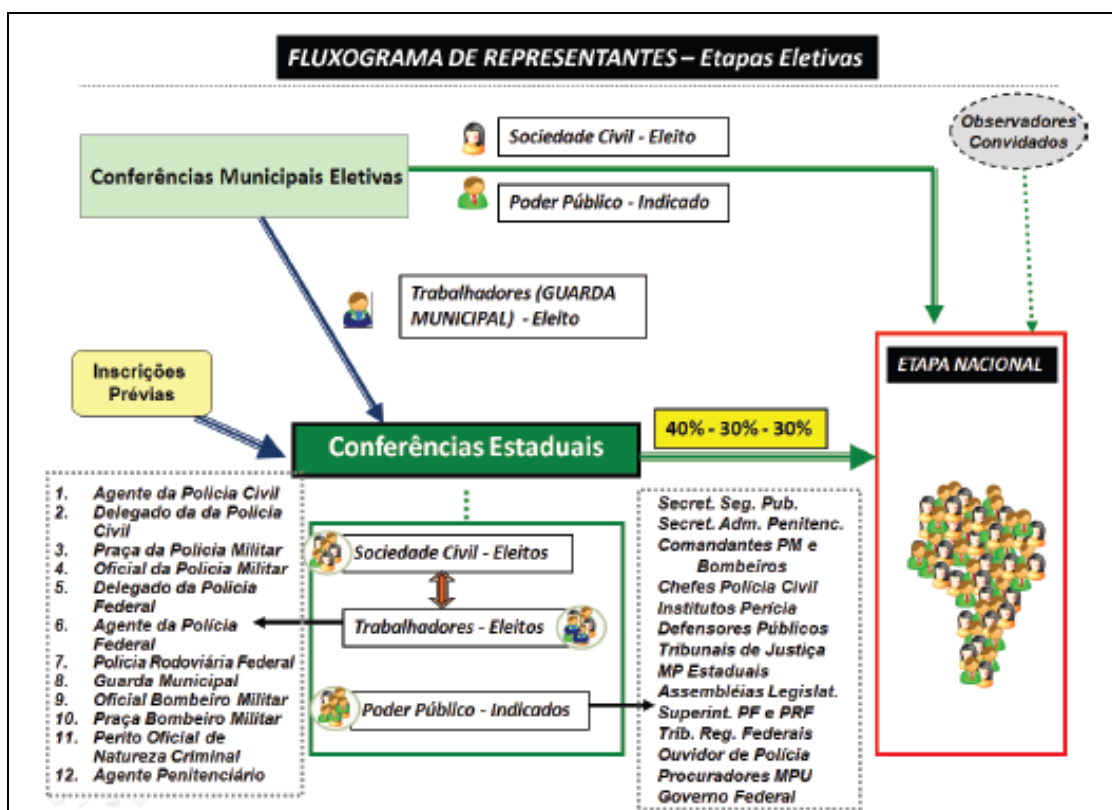 FLUXOGRAMA DE REPRESENTANTES – Etapas Eletivas
Observadores
Convidados
Sociedade Civil - Eleito
Conferências Municipais Eletivas
Poder Público - Indicado
Trabalhadores (GUARDA
MUNICIPAL) - Eleito
Inscrições
Prévias
ETAPA NACIONAL
Conferências Estaduais
40% - 30% - 30%
1. Agente da Policia Civil
2. Delegado da da Policia
Civil
3. Praça da Policia Militar
4. Oficial da Policia Militar
5. Delegado da Policia
Federal
6. Agente da Polícia
Federal
7. Policia Rodoviária Federal
8. Guarda Municipal
9. Oficial Bombeiro Militar
10. Praça Bombeiro Militar
11. Perito Oficial de
Natureza Criminal
12. Agente Penitenciário
Sociedade Civil - Eleitos
Trabalhadores - Eleitos
Poder Público - Indicados
Secret. Seg. Pub.
Secret. Adm. Penitenc.
Comandantes PM e
Bombeiros
Chefes Polícia Civil
Institutos Perícia
Defensores Públicos
Tribunais de Justiça
MP Estaduais
Assembléias Legislat.
Superint. PF e PRF
Trib. Reg. Federais
Ouvidor de Polícia
Procuradores MPU
Governo Federal